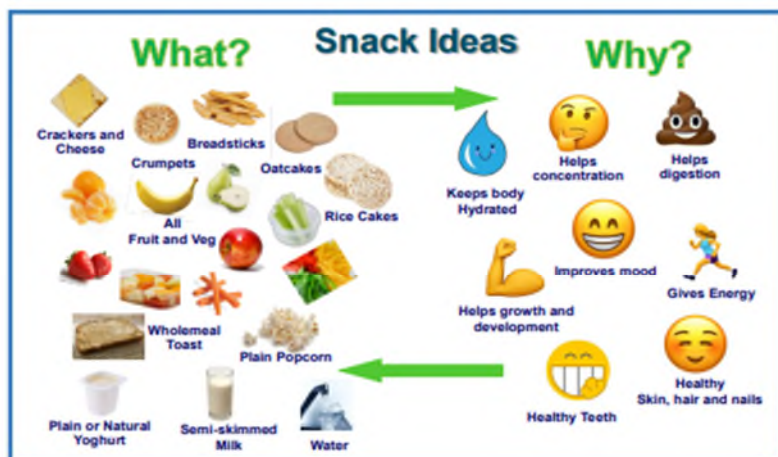 Snack Ideas
What?
Why?
Crackers and
Cheese
Crumpets
Breadsticks
Oatcakes
Rice Cakes
All
Fruit and Veg
Wholemeal
Toast
Plain Popcorn
Plain or Natural
Yoghurt
Semi-skimmed
Milk
Water
Keeps body
Hydrated
Helps
concentration
Helps
digestion
Improves mood
Helps growth and
development
Gives Energy
Healthy Teeth
Healthy
Skin, hair and nails